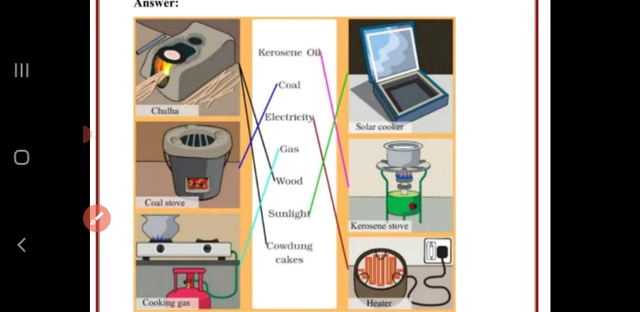 Answer:
Chulha
Coal stove
Cooking gas
Kerosene Oil
Coal
Electricity
Gas
Wood
Sunlight
Cowdung
cakes
Solar cooker
Kerosene stove
Heater